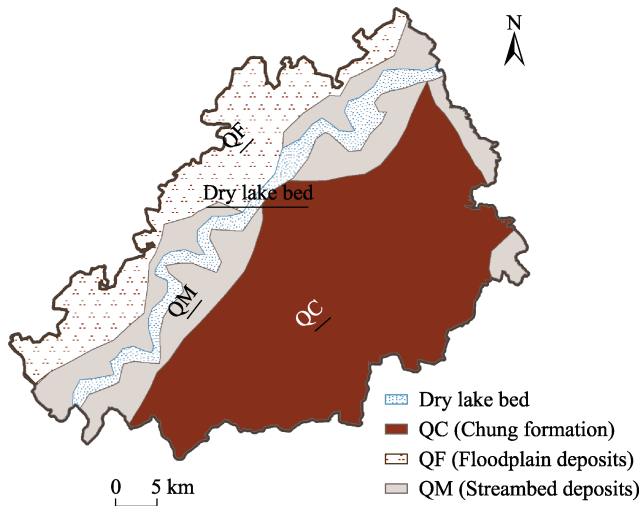 N
QF
Dry lake bed
QM
QC
Dry lake bed
QC (Chung formation)
QF (Floodplain deposits)
QM (Streambed deposits)
0 5 km